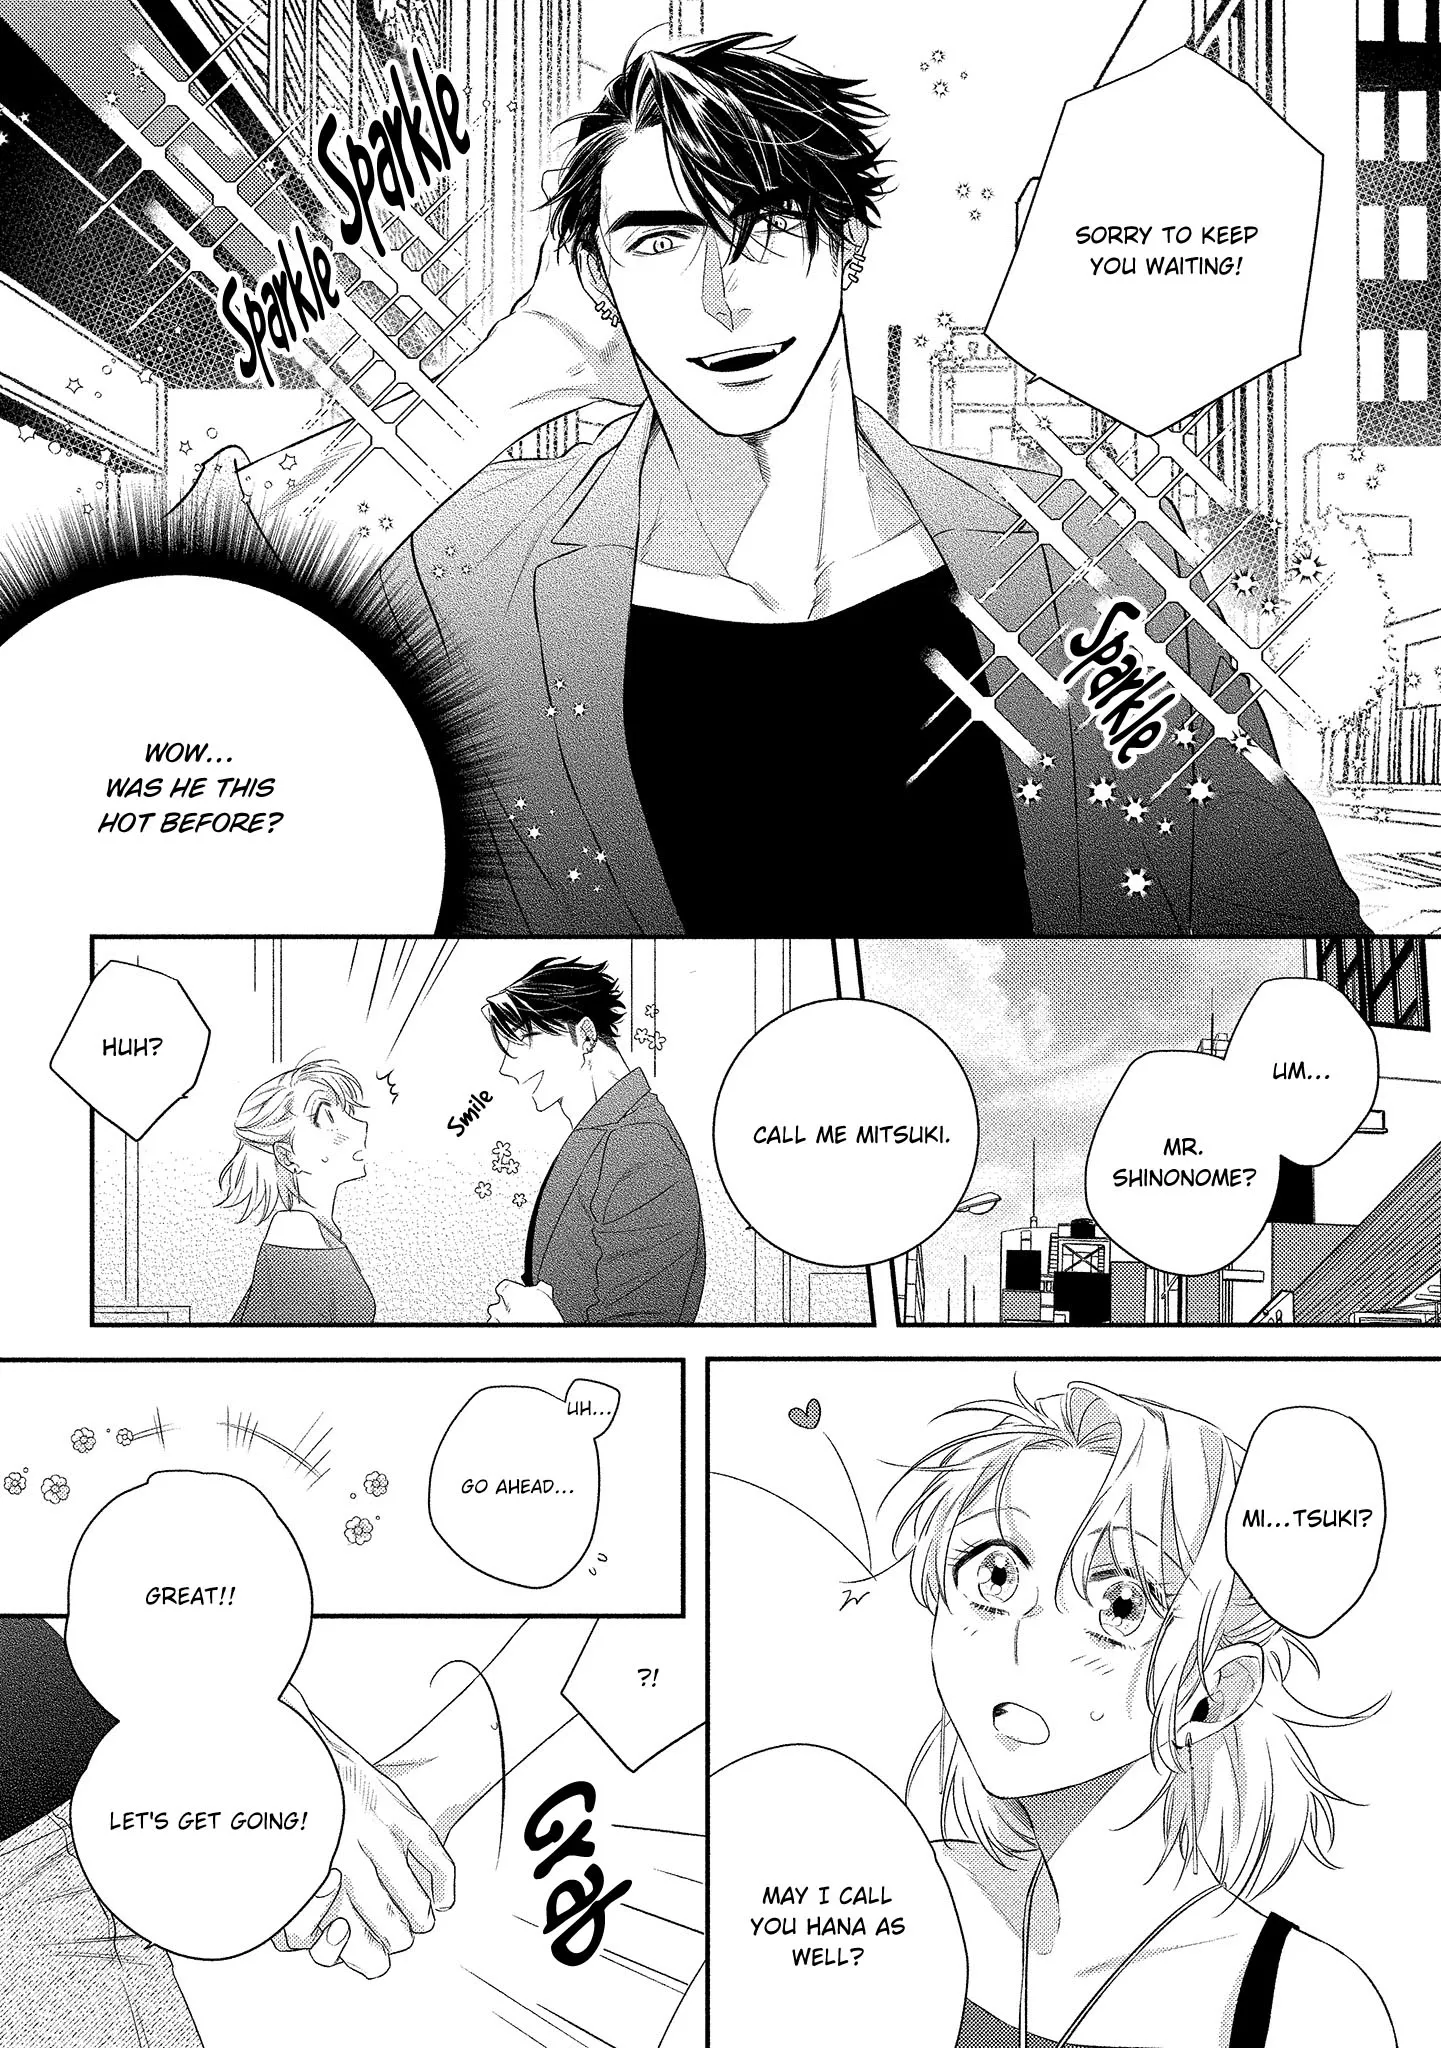 SORRY TO KEEP
YOU WAITING!
Sparkle
Sparkle
Sparkle
WOW...
WAS HE THIS
HOT BEFORE?
UM...
MR.
SHINONOME?
CALL ME MITSUKI.
Smile
HUH?
MI...TSUKI?
MAY I CALL
YOU HANA AS
WELL?
UH...
GO AHEAD...
GREAT!!
LET'S GET GOING!
?!
Grab